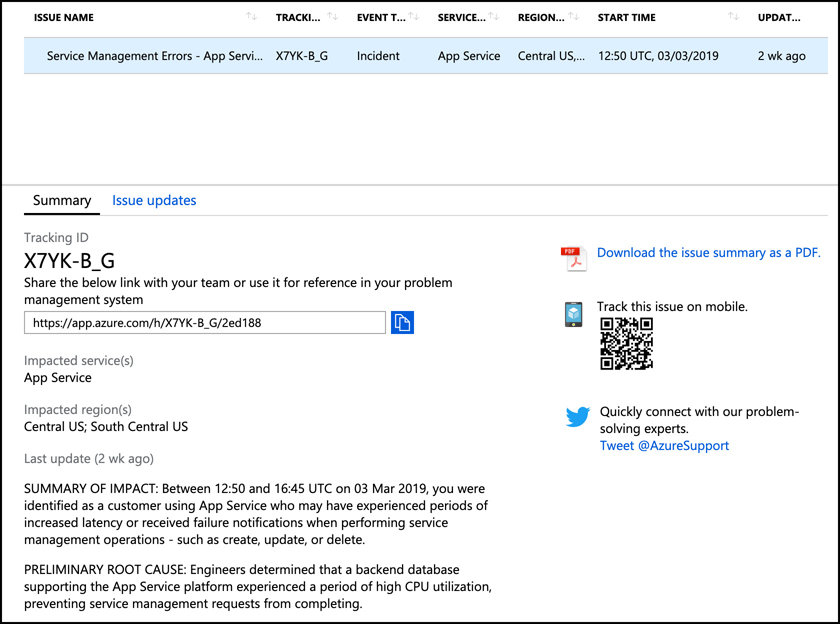 ISSUE NAME TRACKI... EVENT T... SERVICE... REGION... START TIME UPDAT...
Service Management Errors - App Servi... X7YK-B_G Incident App Service Central US,... 12:50 UTC, 03/03/2019 2 wk ago
Summary Issue updates
Tracking ID
X7YK-B_G
Share the below link with your team or use it for reference in your problem
management system
https://app.azure.com/h/X7YK-B_G/2ed188
Impacted service(s)
App Service
Impacted region(s)
Central US; South Central US
Last update (2 wk ago)
SUMMARY OF IMPACT: Between 12:50 and 16:45 UTC on 03 Mar 2019, you were
identified as a customer using App Service who may have experienced periods of
increased latency or received failure notifications when performing service
management operations - such as create, update, or delete.
PRELIMINARY ROOT CAUSE: Engineers determined that a backend database
supporting the App Service platform experienced a period of high CPU utilization,
preventing service management requests from completing.
PDF
Download the issue summary as a PDF.
Track this issue on mobile.
Quickly connect with our problem-
solving experts.
Tweet @AzureSupport